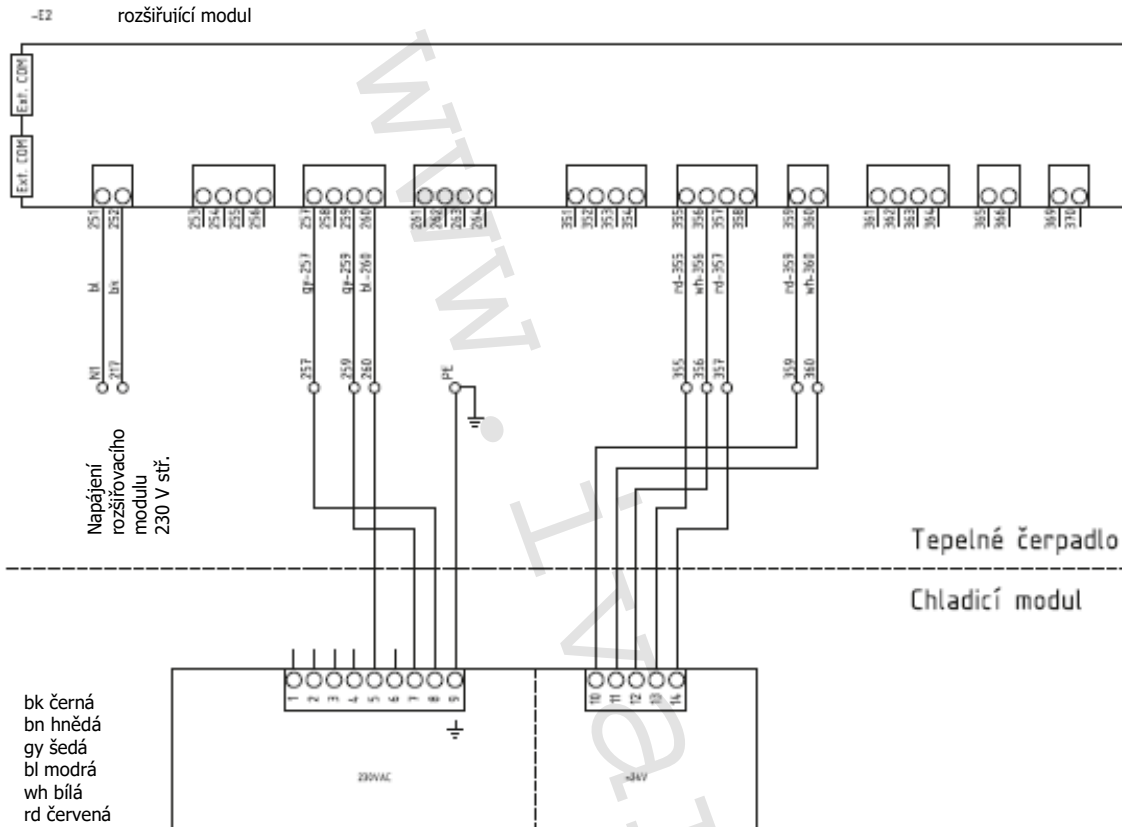 -E2
rozšiřující modul
Ext. COM
Ext. COM
251 252
253 254 255 256
257 258 259 260
261 262 263 264
351 352 353 354
355 356 357 358
359 360
361 362 363 364
365 366
369 370
bl bk
gy-257 gy-259 bl-260
rd-355 wh-356 rd-357
rd-359 wh-360
N1 217
257 259 260
PE
355 356 357
359 360
Napájení
rozšiřovacího
modulu
230 V stř.
Tepelné čerpadlo
Chladicí modul
1 2 3 4 5 6 7 8 9
10 11 12 13 14
230VAC
bk černá
bn hnědá
gy šedá
bl modrá
wh bílá
rd červená
www.iva